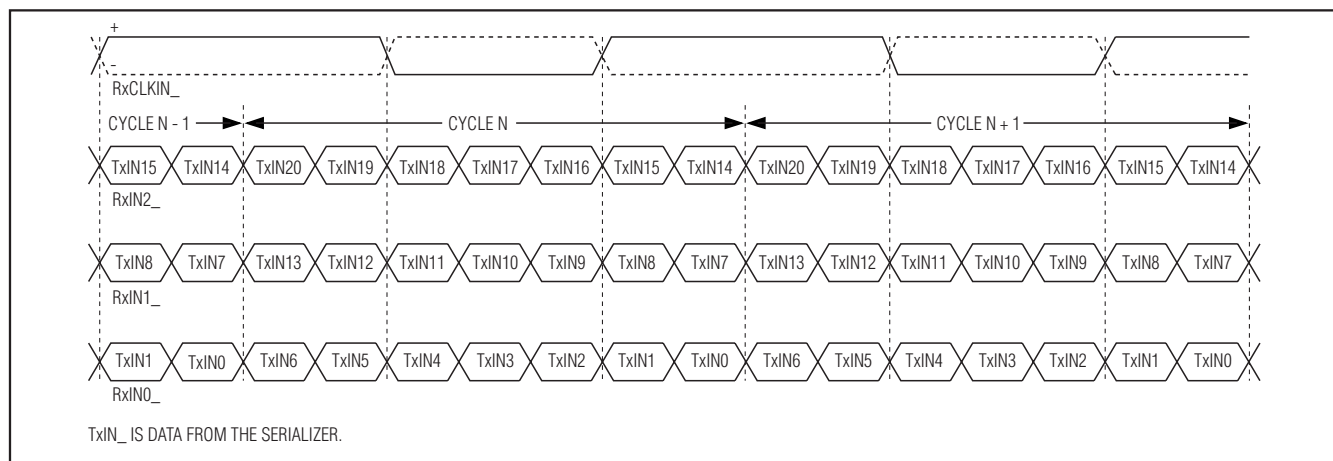 +
-
RxCLKIN_
CYCLE N - 1 CYCLE N CYCLE N + 1
TxIN15 TxIN14 TxIN20 TxIN19 TxIN18 TxIN17 TxIN16 TxIN15 TxIN14 TxIN20 TxIN19 TxIN18 TxIN17 TxIN16 TxIN15 TxIN14
RxIN2_
TxIN8 TxIN7 TxIN13 TxIN12 TxIN11 TxIN10 TxIN9 TxIN8 TxIN7 TxIN13 TxIN12 TxIN11 TxIN10 TxIN9 TxIN8 TxIN7
RxIN1_
TxIN1 TxIN0 TxIN6 TxIN5 TxIN4 TxIN3 TxIN2 TxIN1 TxIN0 TxIN6 TxIN5 TxIN4 TxIN3 TxIN2 TxIN1 TxIN0
RxIN0_
TxIN_ IS DATA FROM THE SERIALIZER.